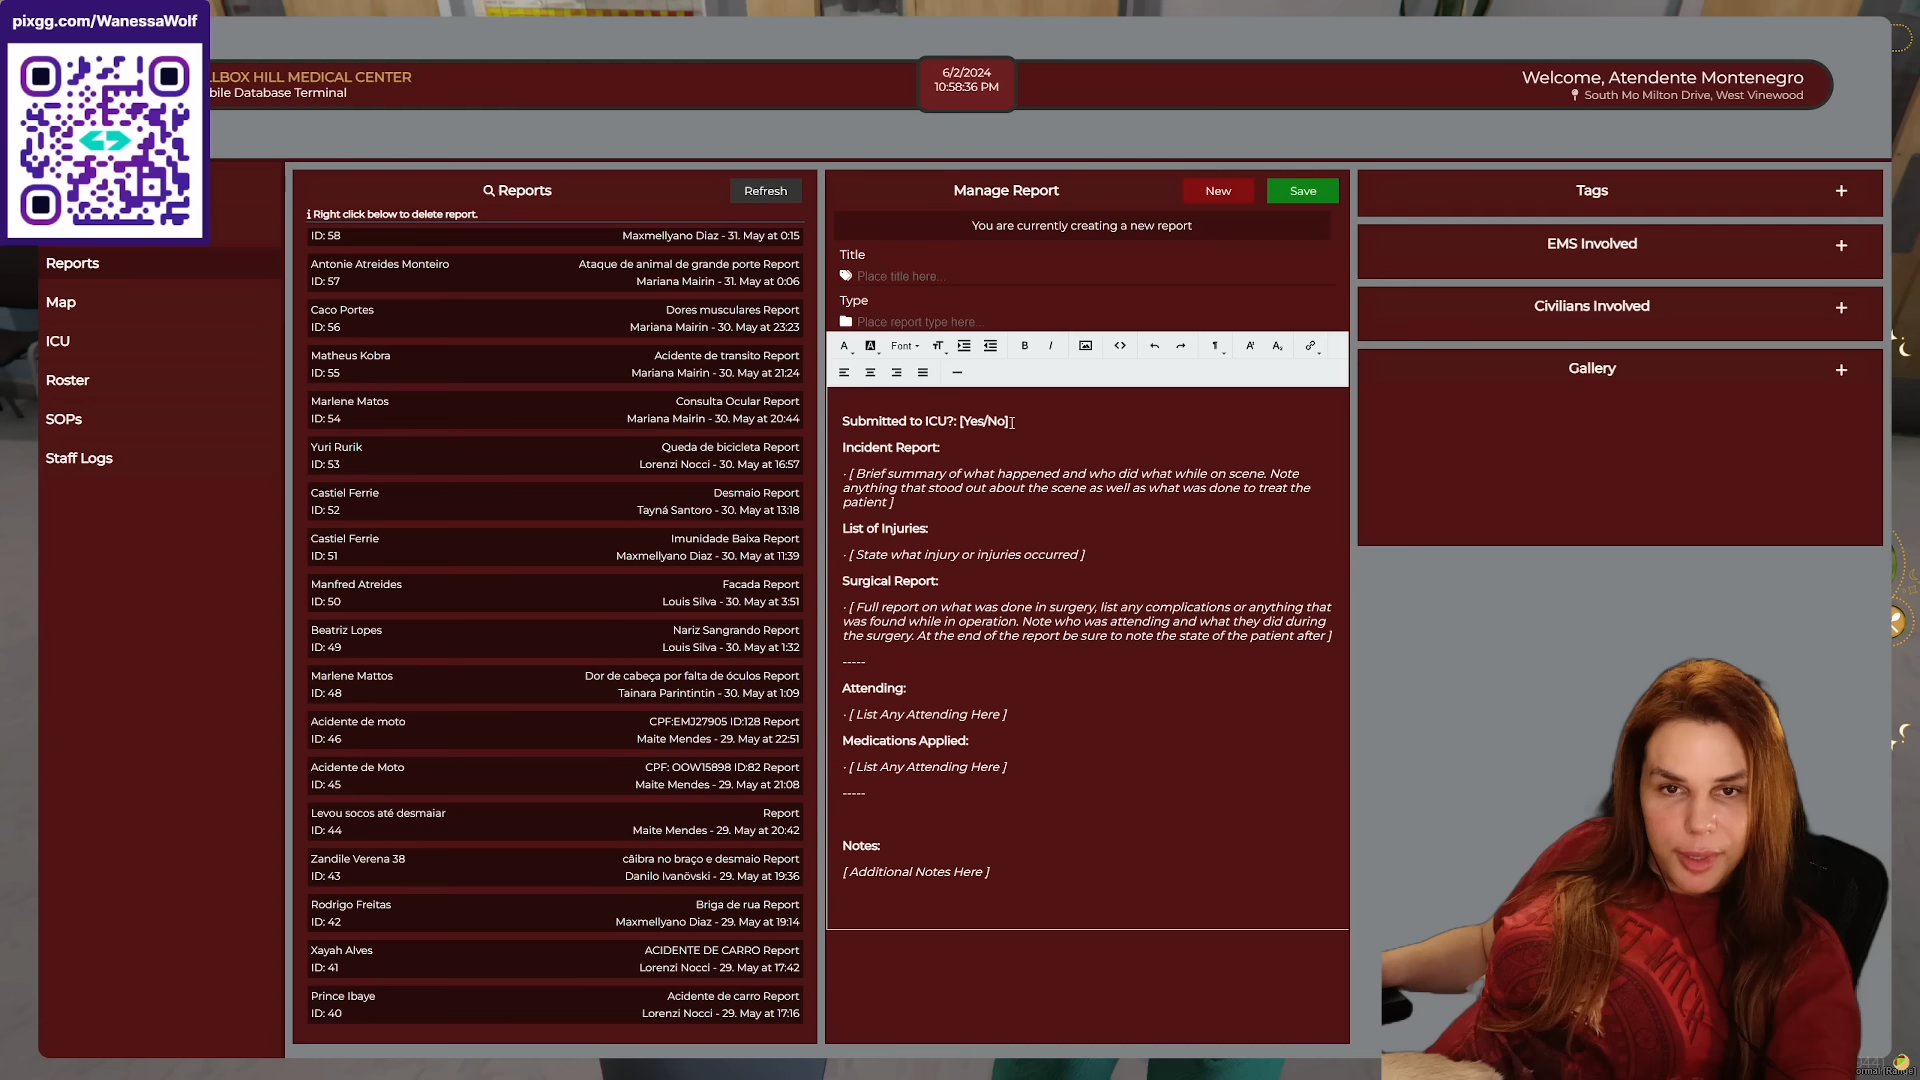 pixgg.com/WanessaWolf
LLBOX HILL MEDICAL CENTER
bile Database Terminal
6/2/2024
10:58:36 PM
Welcome, Atendente Montenegro
South Mo Milton Drive, West Vinewood
Reports
Map
ICU
Roster
SOPs
Staff Logs
Reports
Refresh
Right click below to delete report.
ID: 58 Maxmellyano Diaz - 31. May at 0:15
Antonie Atreides Monteiro Ataque de animal de grande porte Report
ID: 57 Mariana Mairin - 31. May at 0:06
Caco Portes Dores musculares Report
ID: 56 Mariana Mairin - 30. May at 23:23
Matheus Kobra Acidente de transito Report
ID: 55 Mariana Mairin - 30. May at 21:24
Marlene Matos Consulta Ocular Report
ID: 54 Mariana Mairin - 30. May at 20:44
Yuri Rurik Queda de bicicleta Report
ID: 53 Lorenzi Nocci - 30. May at 16:57
Castiel Ferrie Desmaio Report
ID: 52 Tayná Santoro - 30. May at 13:18
Castiel Ferrie Imunidade Baixa Report
ID: 51 Maxmellyano Diaz - 30. May at 11:39
Manfred Atreides Facada Report
ID: 50 Louis Silva - 30. May at 3:51
Beatriz Lopes Nariz Sangrando Report
ID: 49 Louis Silva - 30. May at 1:32
Marlene Mattos Dor de cabeça por falta de óculos Report
ID: 48 Tainara Parintintin - 30. May at 1:09
Acidente de moto CPF:EMJ27905 ID:128 Report
ID: 46 Maite Mendes - 29. May at 22:51
Acidente de Moto CPF: OOW15898 ID:82 Report
ID: 45 Maite Mendes - 29. May at 21:08
Levou socos até desmaiar Report
ID: 44 Maite Mendes - 29. May at 20:42
Zandile Verena 38 câibra no braço e desmaio Report
ID: 43 Danilo Ivanövski - 29. May at 19:36
Rodrigo Freitas Briga de rua Report
ID: 42 Maxmellyano Diaz - 29. May at 19:14
Xayah Alves ACIDENTE DE CARRO Report
ID: 41 Lorenzi Nocci - 29. May at 17:42
Prince Ibaye Acidente de carro Report
ID: 40 Lorenzi Nocci - 29. May at 17:16
Manage Report
New
Save
You are currently creating a new report
Title
Place title here...
Type
Place report type here...
Font
Submitted to ICU?: [Yes/No]
Incident Report:
· [ Brief summary of what happened and who did what while on scene. Note
anything that stood out about the scene as well as what was done to treat the
patient ]
List of Injuries:
· [ State what injury or injuries occurred ]
Surgical Report:
· [ Full report on what was done in surgery, list any complications or anything that
was found while in operation. Note who was attending and what they did during
the surgery. At the end of the report be sure to note the state of the patient after ]
-----
Attending:
· [ List Any Attending Here ]
Medications Applied:
· [ List Any Attending Here ]
-----
Notes:
[ Additional Notes Here ]
Tags +
EMS Involved +
Civilians Involved +
Gallery +